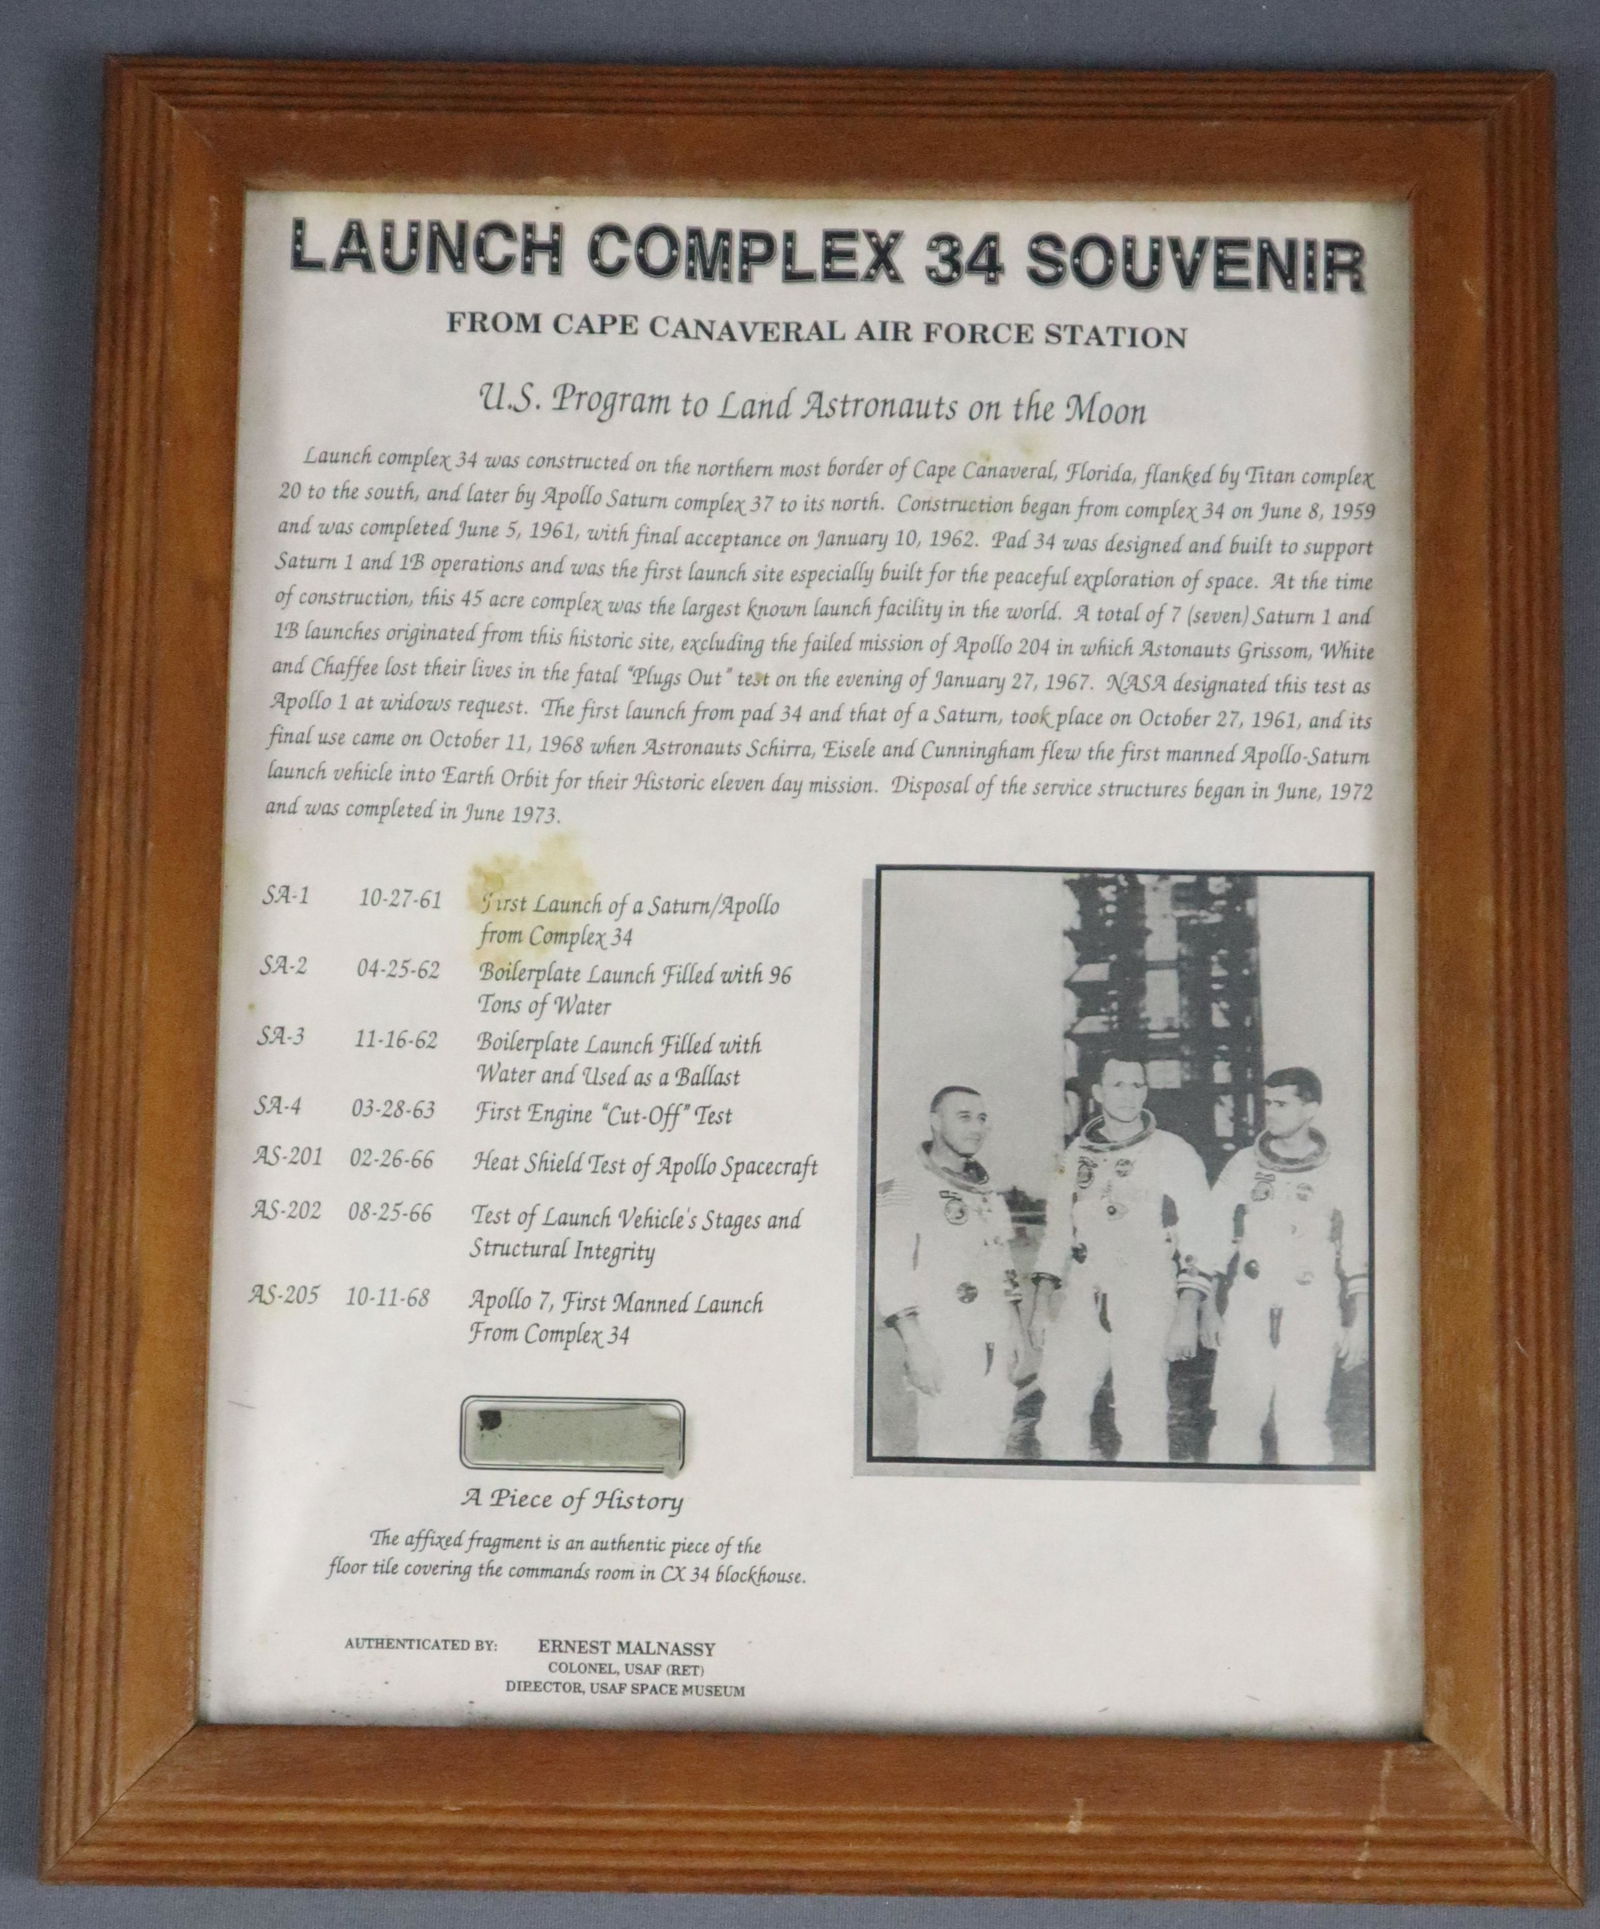 LAUNCH COMPLEX 34 SOUVENIR
FROM CAPE CANAVERAL AIR FORCE STATION
U.S. Program to Land Astronauts on the Moon
Launch complex 34 was constructed on the northern most border of Cape Canaveral, Florida, flanked by Titan complex
20 to the south, and later by Apollo Saturn complex 37 to its north. Construction began from complex 34 on June 8, 1959
and was completed June 5, 1961, with final acceptance on January 10, 1962. Pad 34 was designed and built to support
Saturn 1 and 1B operations and was the first launch site especially built for the peaceful exploration of space. At the time
of construction, this 45 acre complex was the largest known launch facility in the world. A total of 7 (seven) Saturn 1 and
1B launches originated from this historic site, excluding the failed mission of Apollo 204 in which Astonauts Grissom, White
and Chaffee lost their lives in the fatal "Plugs Out" test on the evening of January 27, 1967. NASA designated this test as
Apollo 1 at widows request. The first launch from pad 34 and that of a Saturn, took place on October 27, 1961, and its
final use came on October 11, 1968 when Astronauts Schirra, Eisele and Cunningham flew the first manned Apollo-Saturn
launch vehicle into Earth Orbit for their Historic eleven day mission. Disposal of the service structures began in June, 1972
and was completed in June 1973.
SA-1 10-27-61 First Launch of a Saturn/Apollo
from Complex 34
SA-2 04-25-62 Boilerplate Launch Filled with 96
Tons of Water
SA-3 11-16-62 Boilerplate Launch Filled with
Water and Used as a Ballast
SA-4 03-28-63 First Engine "Cut-Off" Test
AS-201 02-26-66 Heat Shield Test of Apollo Spacecraft
AS-202 08-25-66 Test of Launch Vehicle's Stages and
Structural Integrity
AS-205 10-11-68 Apollo 7, First Manned Launch
From Complex 34
A Piece of History
The affixed fragment is an authentic piece of the
floor tile covering the commands room in CX 34 blockhouse.
AUTHENTICATED BY: ERNEST MALNASSY
COLONEL, USAF (RET)
DIRECTOR, USAF SPACE MUSEUM